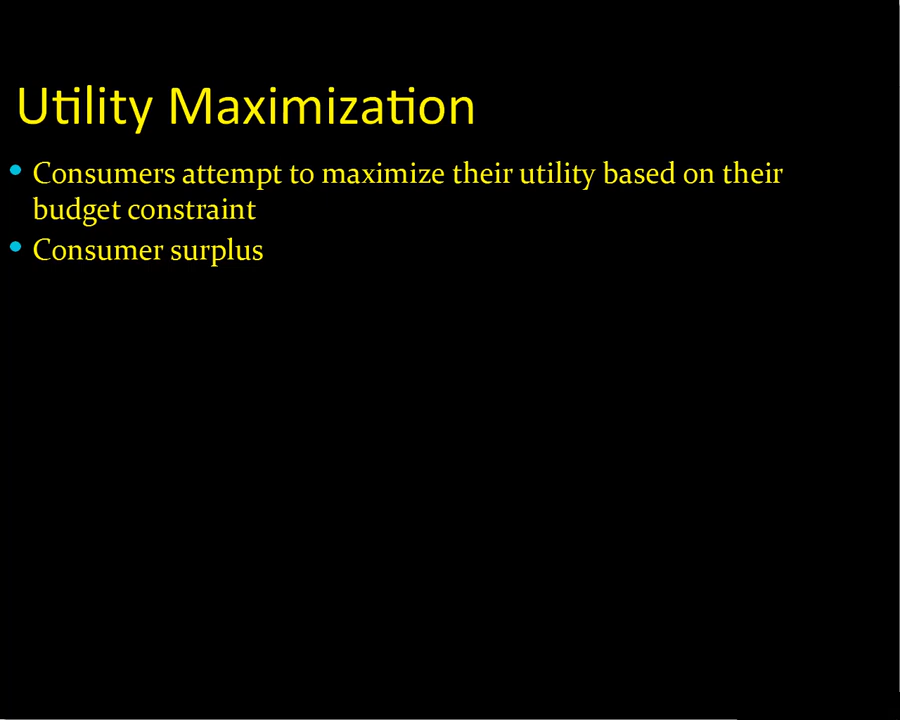 Utility Maximization
Consumers attempt to maximize their utility based on their
budget constraint
Consumer surplus